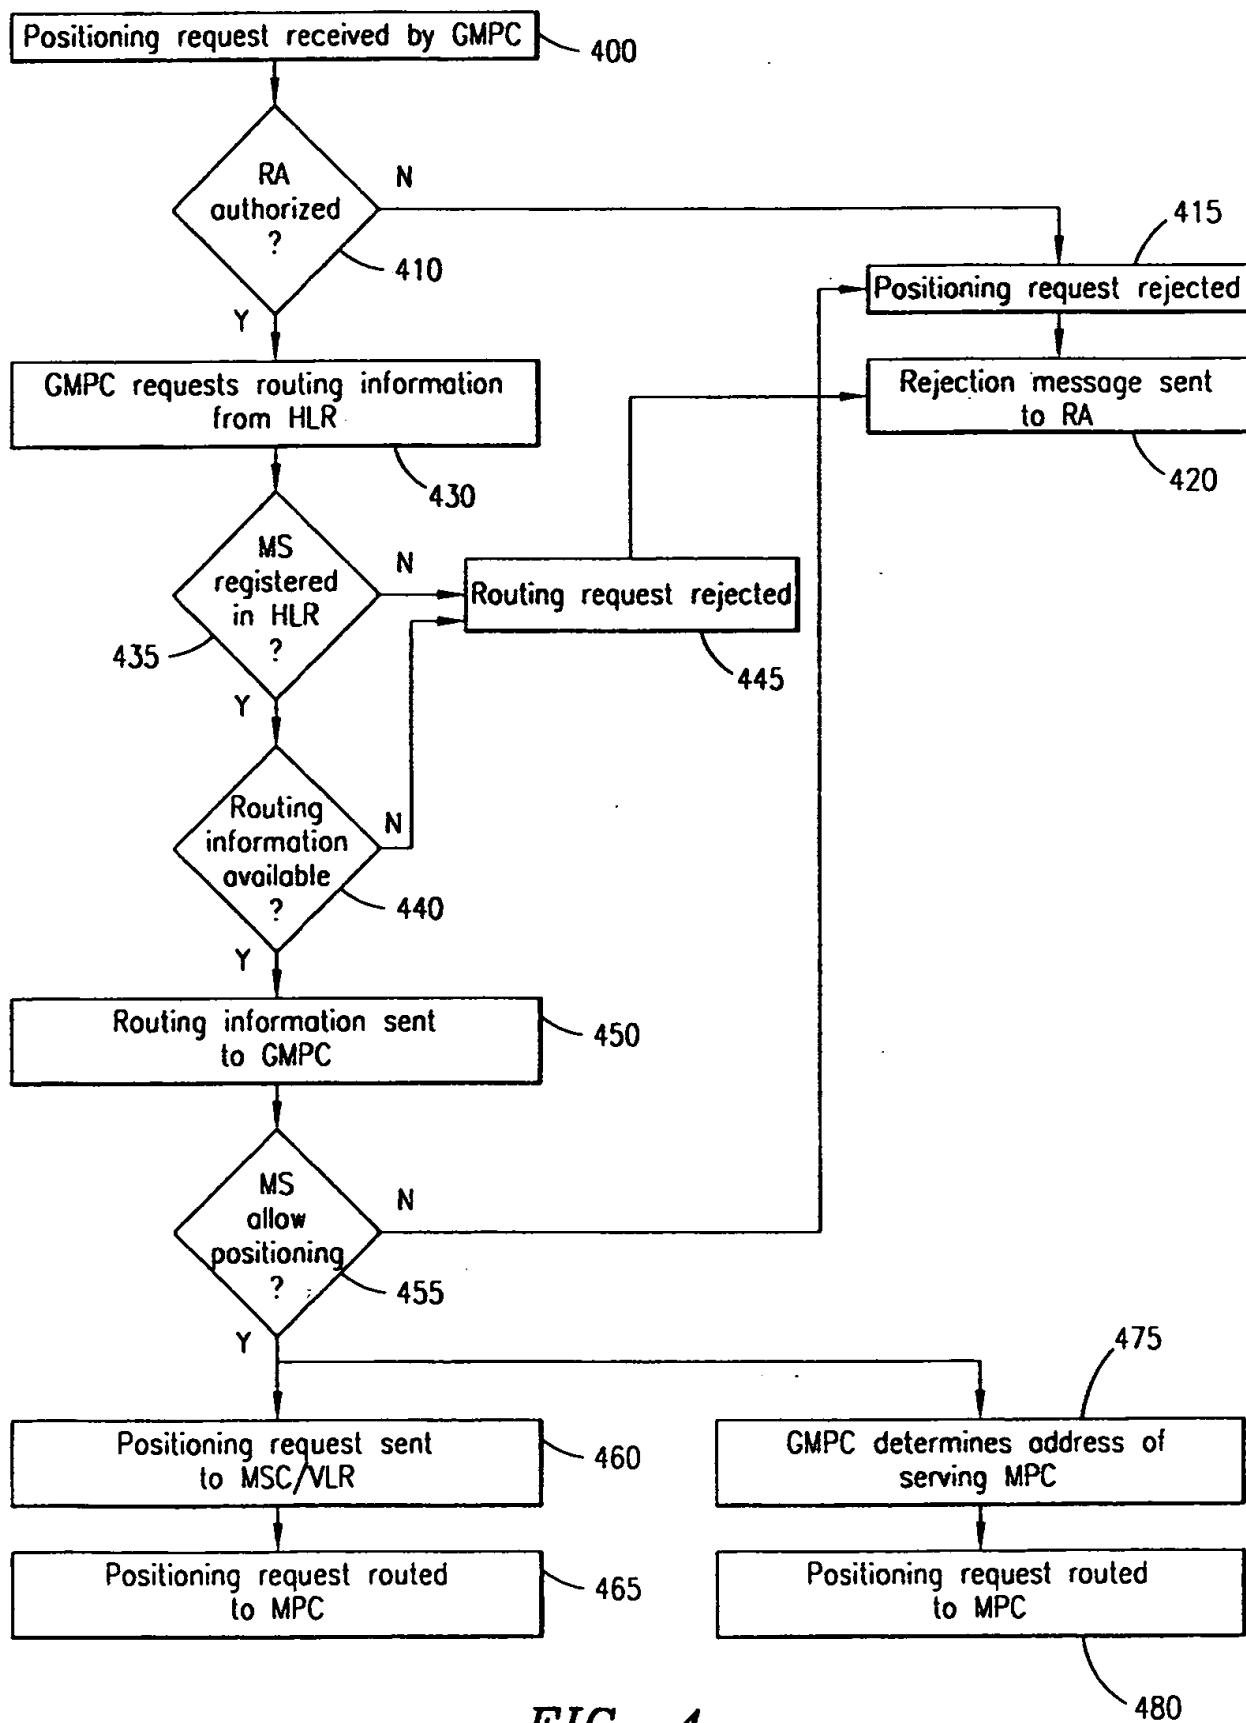 Positioning request received by GMPC
400
RA
authorized
?
N
410
Y
415
Positioning request rejected
GMPC requests routing information
from HLR
430
Rejection message sent
to RA
420
MS
registered
in HLR
?
N
435
Y
Routing request rejected
445
Routing
information
available
?
N
440
Y
Routing information sent
to GMPC
450
MS
allow
positioning
?
N
455
Y
475
Positioning request sent
to MSC/VLR
460
GMPC determines address of
serving MPC
Positioning request routed
to MPC
465
Positioning request routed
to MPC
480
FIG. 4